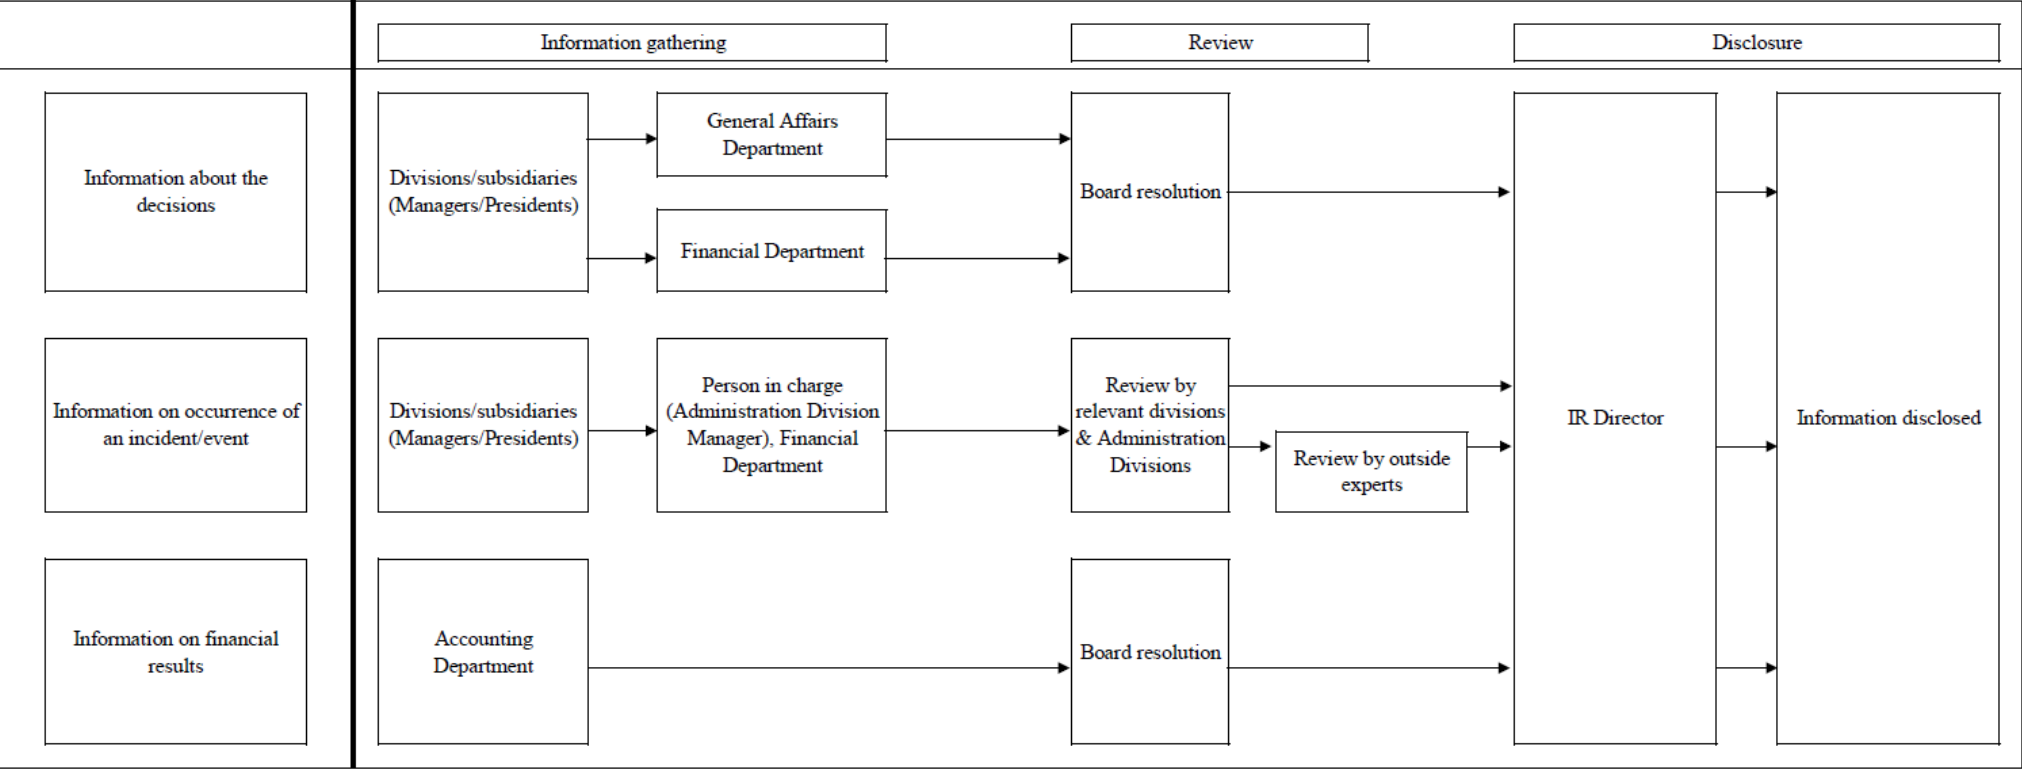 Information gathering
Review
Disclosure
Information about the
decisions
Divisions/subsidiaries
(Managers/Presidents)
General Affairs
Department
Financial Department
Board resolution
Information on occurrence of
an incident/event
Divisions/subsidiaries
(Managers/Presidents)
Person in charge
(Administration Division
Manager), Financial
Department
Review by
relevant divisions
& Administration
Divisions
Review by outside
experts
IR Director
Information disclosed
Information on financial
results
Accounting
Department
Board resolution